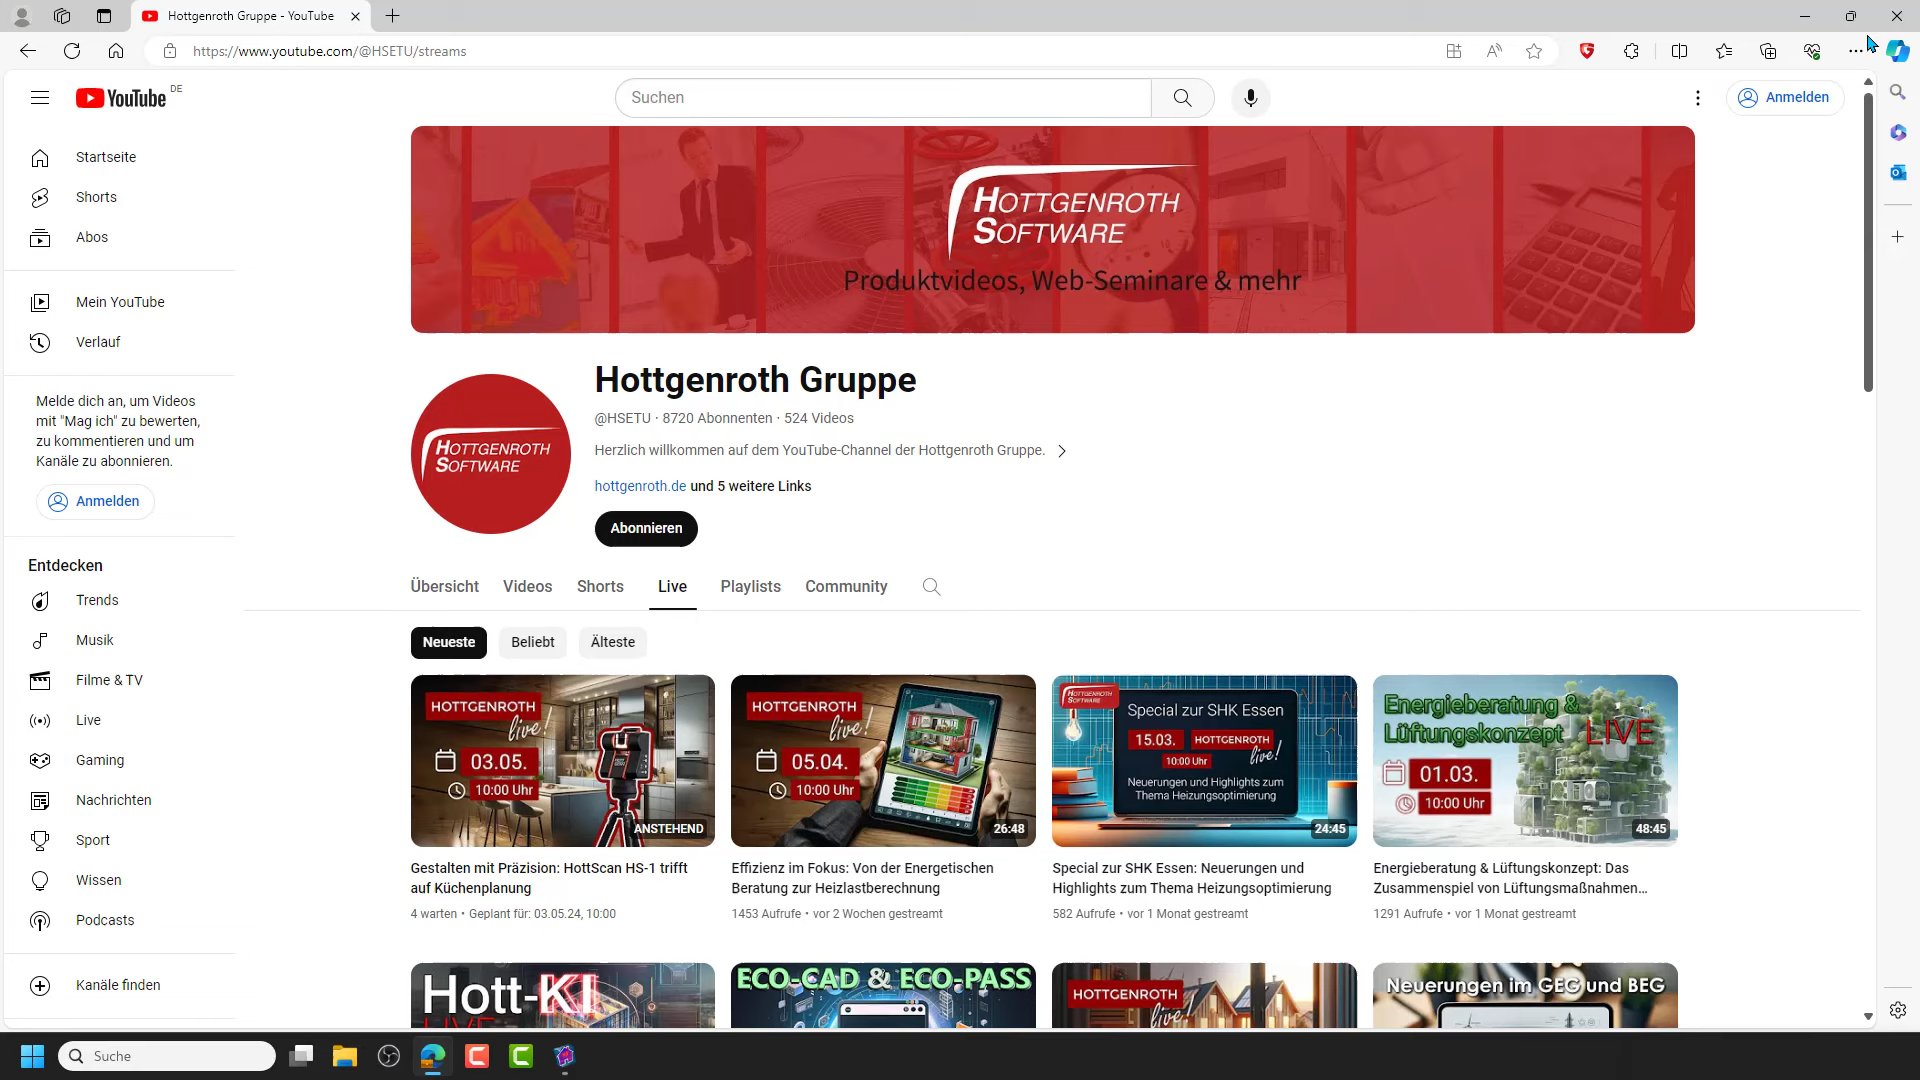 Hottgenroth Gruppe - YouTube
https://www.youtube.com/@HSETU/streams
YouTube
DE
Suchen
Anmelden
HOTTGENROTH
SOFTWARE
Produktvideos, Web-Seminare & mehr
Startseite
Shorts
Abos
Mein YouTube
Verlauf
Melde dich an, um Videos
mit "Mag ich" zu bewerten,
zu kommentieren und um
Kanäle zu abonnieren.
Anmelden
Entdecken
Trends
Musik
Filme & TV
Live
Gaming
Nachrichten
Sport
Wissen
Podcasts
Kanäle finden
HOTTGENROTH
SOFTWARE
Hottgenroth Gruppe
@HSETU · 8720 Abonnenten · 524 Videos
Herzlich willkommen auf dem YouTube-Channel der Hottgenroth Gruppe.
hottgenroth.de und 5 weitere Links
Abonnieren
Übersicht Videos Shorts Live Playlists Community
Neueste Beliebt Älteste
HOTTGENROTH
live!
03.05.
10:00 Uhr
ANSTEHEND
Gestalten mit Präzision: HottScan HS-1 trifft
auf Küchenplanung
4 warten • Geplant für: 03.05.24, 10:00
HOTTGENROTH
live!
05.04.
10:00 Uhr
26:48
Effizienz im Fokus: Von der Energetischen
Beratung zur Heizlastberechnung
1453 Aufrufe • vor 2 Wochen gestreamt
HOTTGENROTH
SOFTWARE
Special zur SHK Essen
15.03. HOTTGENROTH
10:00 Uhr live!
Neuerungen und Highlights zum
Thema Heizungsoptimierung
24:45
Special zur SHK Essen: Neuerungen und
Highlights zum Thema Heizungsoptimierung
582 Aufrufe • vor 1 Monat gestreamt
Energieberatung &
Lüftungskonzept LIVE
01.03.
10:00 Uhr
48:45
Energieberatung & Lüftungskonzept: Das
Zusammenspiel von Lüftungsmaßnahmen...
1291 Aufrufe • vor 1 Monat gestreamt
Hott-KI
LIVE
ECO-CAD & ECO-PASS
HOTTGENROTH
live!
Neuerungen im GEG und BEG
Suche